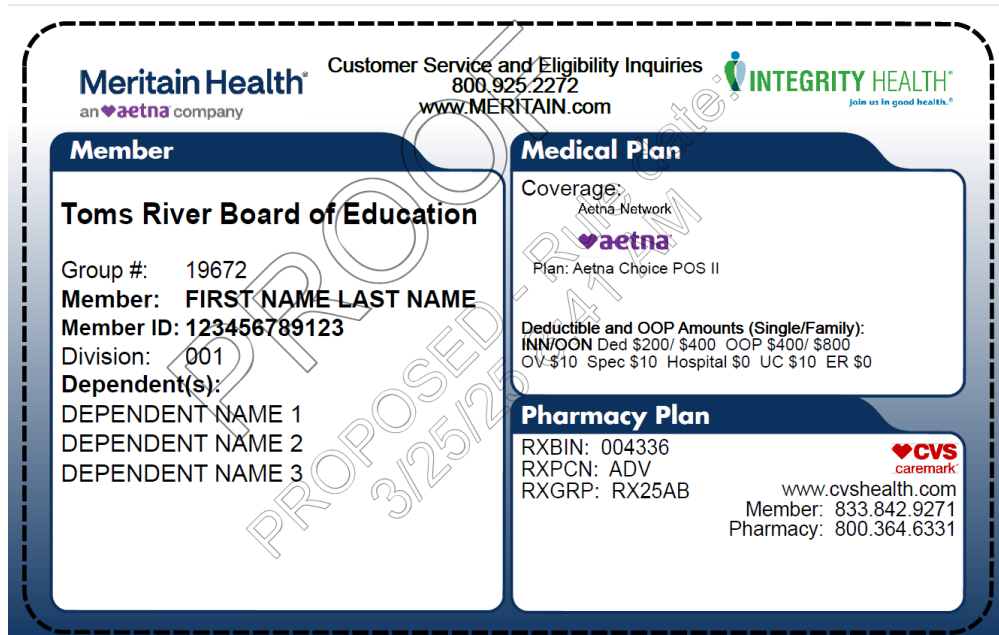 Meritain Health®
an aetna company
Customer Service and Eligibility Inquiries
800.925.2272
www.MERITAIN.com
INTEGRITY HEALTH®
Join us in good health.®
Member
Toms River Board of Education
Group #: 19672
Member: FIRST NAME LAST NAME
Member ID: 123456789123
Division: 001
Dependent(s):
DEPENDENT NAME 1
DEPENDENT NAME 2
DEPENDENT NAME 3
Medical Plan
Coverage:
Aetna Network
aetna
Plan: Aetna Choice POS II
Deductible and OOP Amounts (Single/Family):
INN/OON Ded $200/ $400 OOP $400/ $800
OV $10 Spec $10 Hospital $0 UC $10 ER $0
Pharmacy Plan
RXBIN: 004336
RXPCN: ADV
RXGRP: RX25AB
CVS
caremark
www.cvshealth.com
Member: 833.842.9271
Pharmacy: 800.364.6331
PROOF
PROPOSED - Rule date:
3/25/25 41 AM